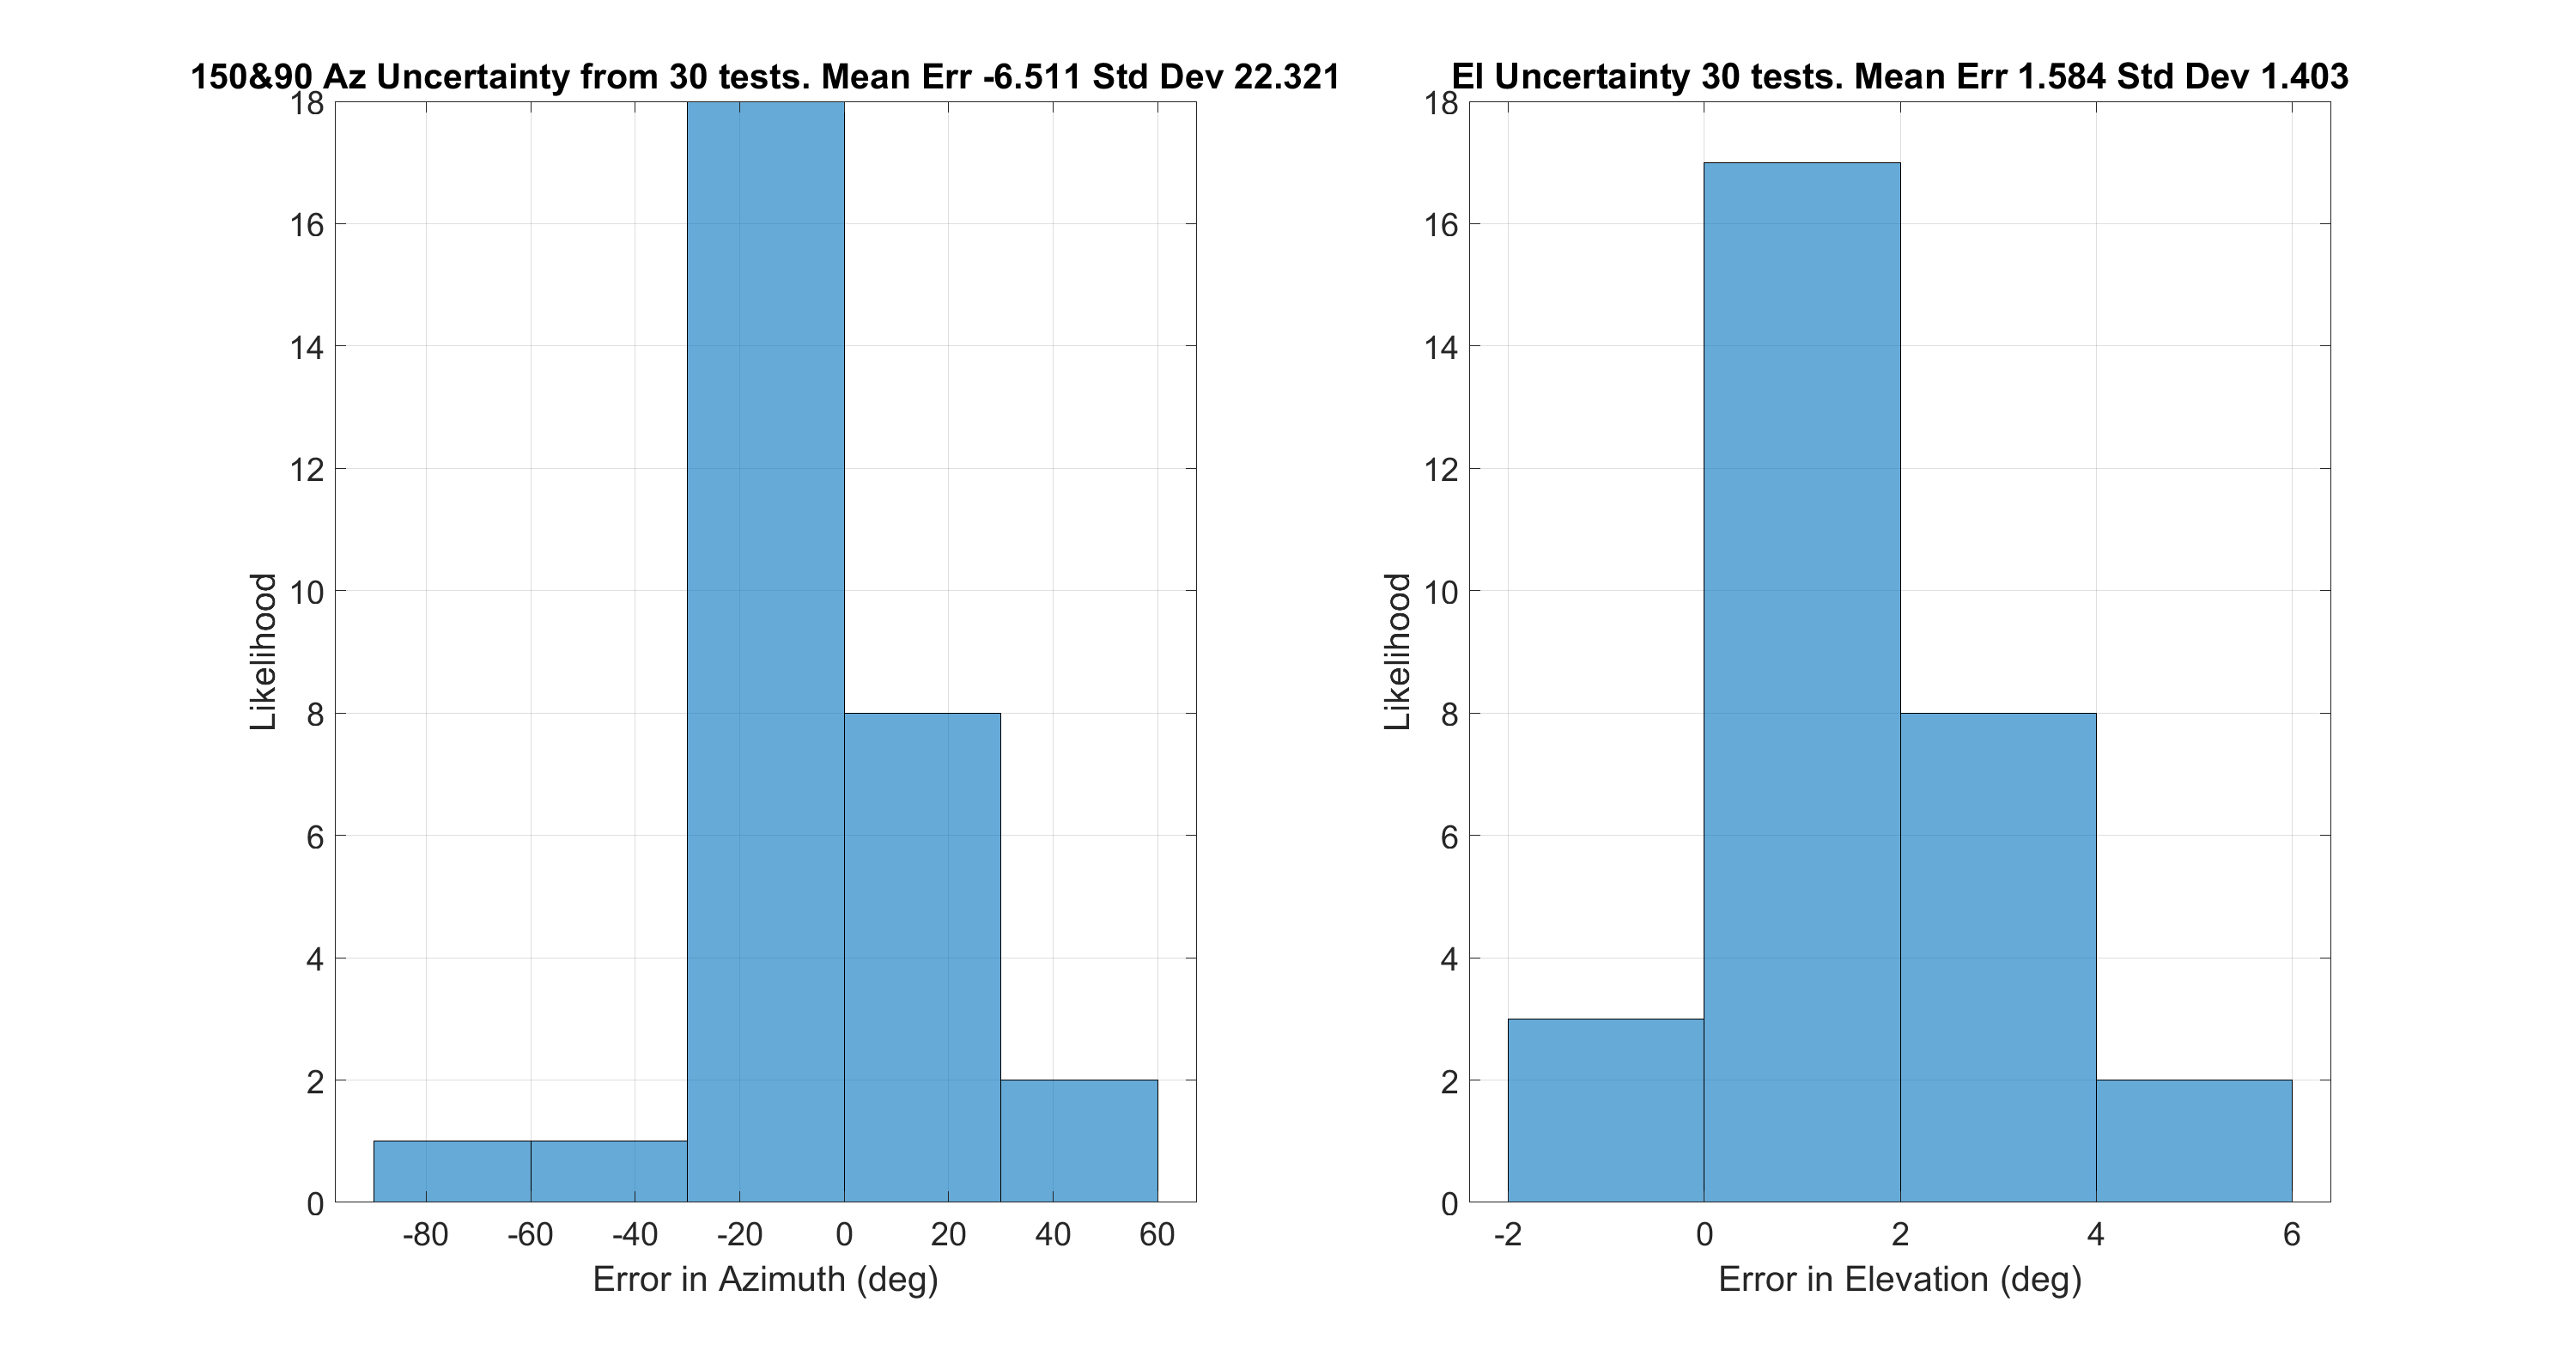 150&90 Az Uncertainty from 30 tests. Mean Err -6.511 Std Dev 22.321
18
16
14
12
10
8
6
4
2
0
Likelihood
-80 -60 -40 -20 0 20 40 60
Error in Azimuth (deg)
El Uncertainty 30 tests. Mean Err 1.584 Std Dev 1.403
18
16
14
12
10
8
6
4
2
0
Likelihood
-2 0 2 4 6
Error in Elevation (deg)